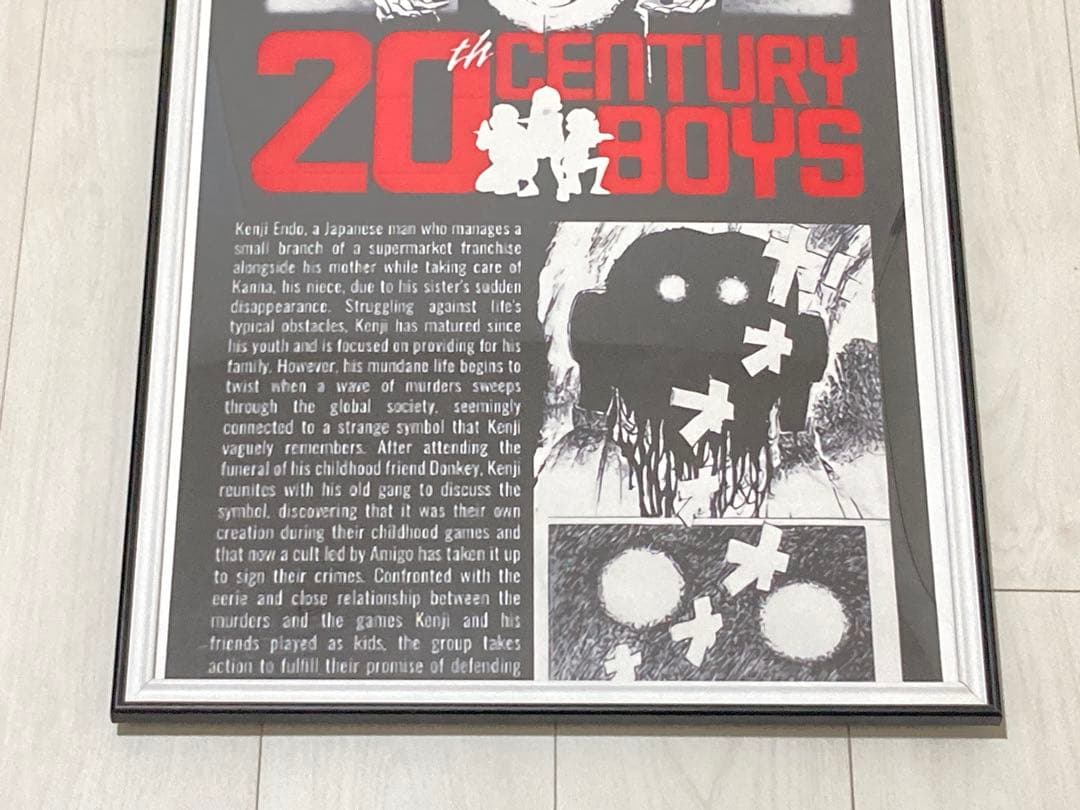 20th CENTURY
BOYS
Kenji Endo, a Japanese man who manages a
small branch of a supermarket franchise
alongside his mother while taking care of
Kanna, his niece, due to his sister's sudden
disappearance. Struggling against life's
typical obstacles, Kenji has matured since
his youth and is focused on providing for his
family. However, his mundane life begins to
twist when a wave of murders sweeps
through the global society, seemingly
connected to a strange symbol that Kenji
vaguely remembers. After attending the
funeral of his childhood friend Donkey, Kenji
reunites with his old gang to discuss the
symbol, discovering that it was their own
creation during their childhood games and
that now a cult led by Amigo has taken it up
to sign their crimes. Confronted with the
eerie and close relationship between the
murders and the games Kenji and his
friends played as kids, the group takes
action to fulfill their promise of defending